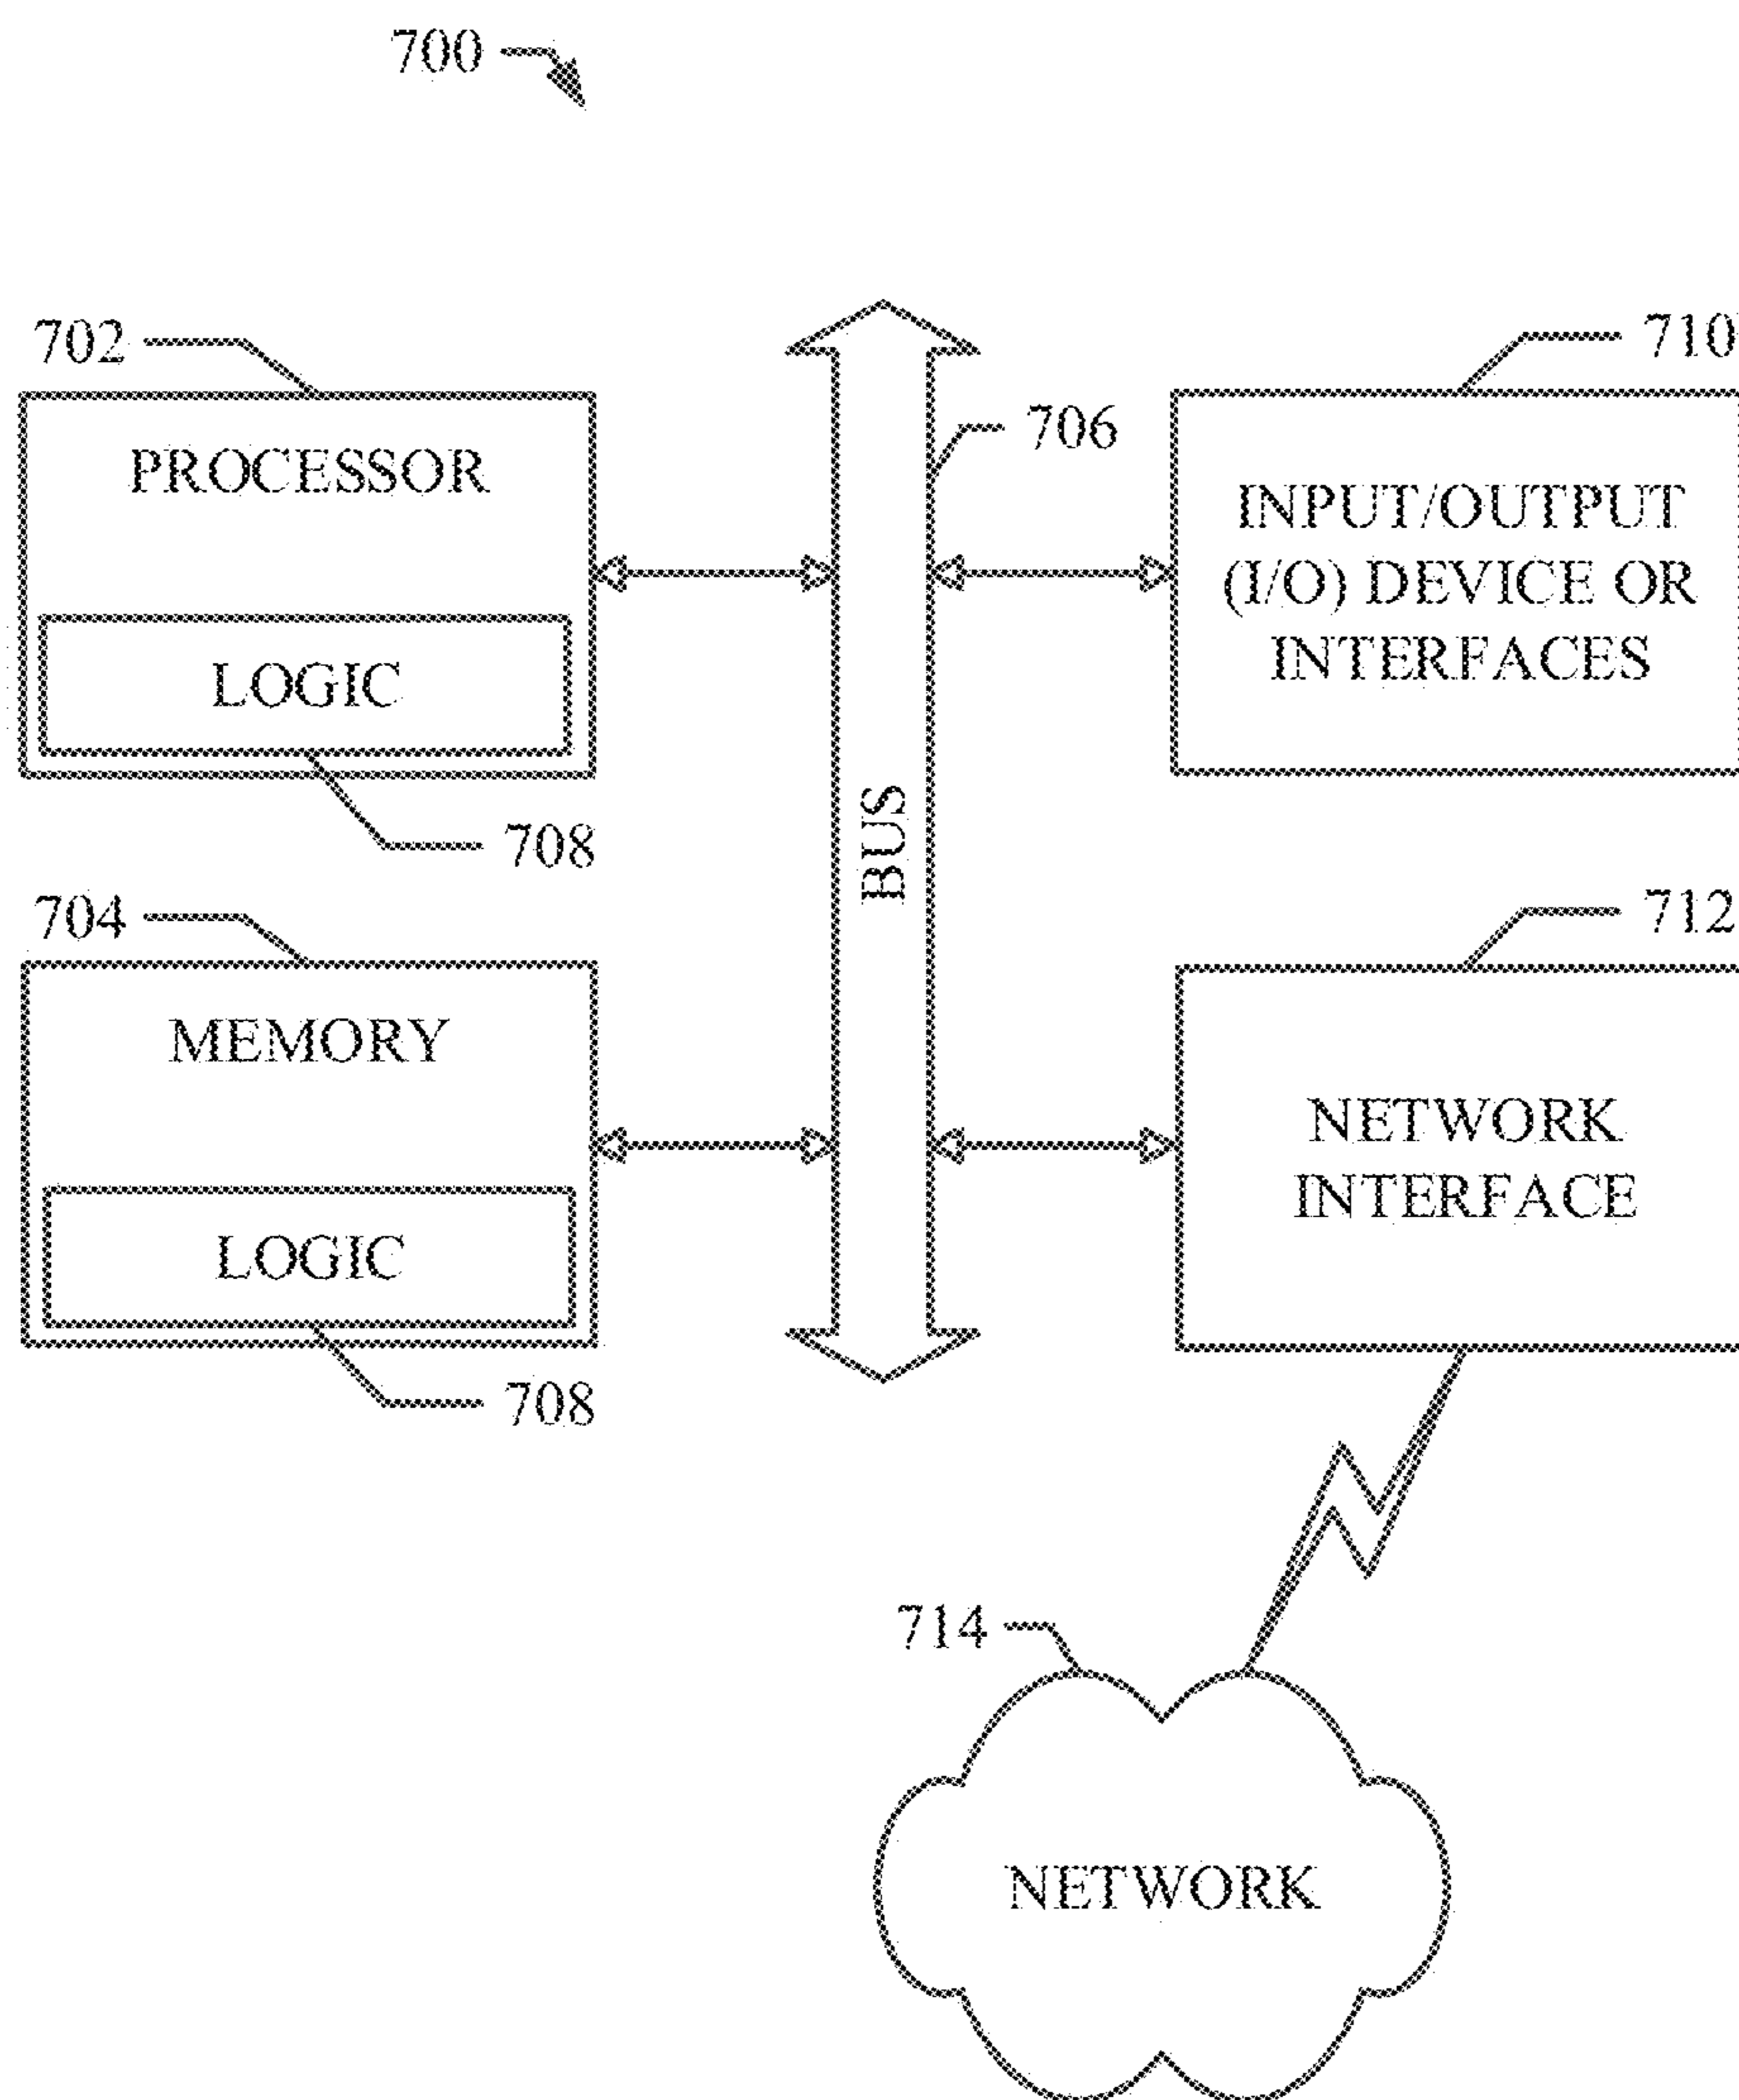 700
702
710
706
PROCESSOR
INPUT/OUTPUT
(I/O) DEVICE OR
INTERFACES
LOGIC
708
BUS
704
712
MEMORY
NETWORK
INTERFACE
LOGIC
708
714
NETWORK